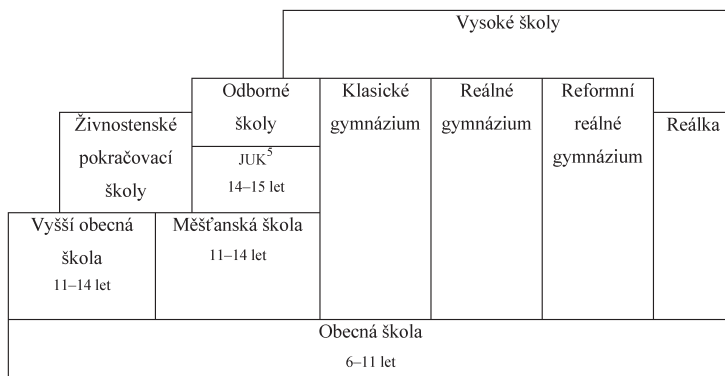 Vysoké školy
Odborné
školy
Klasické
gymnázium
Reálné
gymnázium
Reformní
reálné
gymnázium
Reálka
Živnostenské
pokračovací
školy
JUK5
14–15 let
Vyšší obecná
škola
11–14 let
Měšťanská škola
11–14 let
Obecná škola
6–11 let